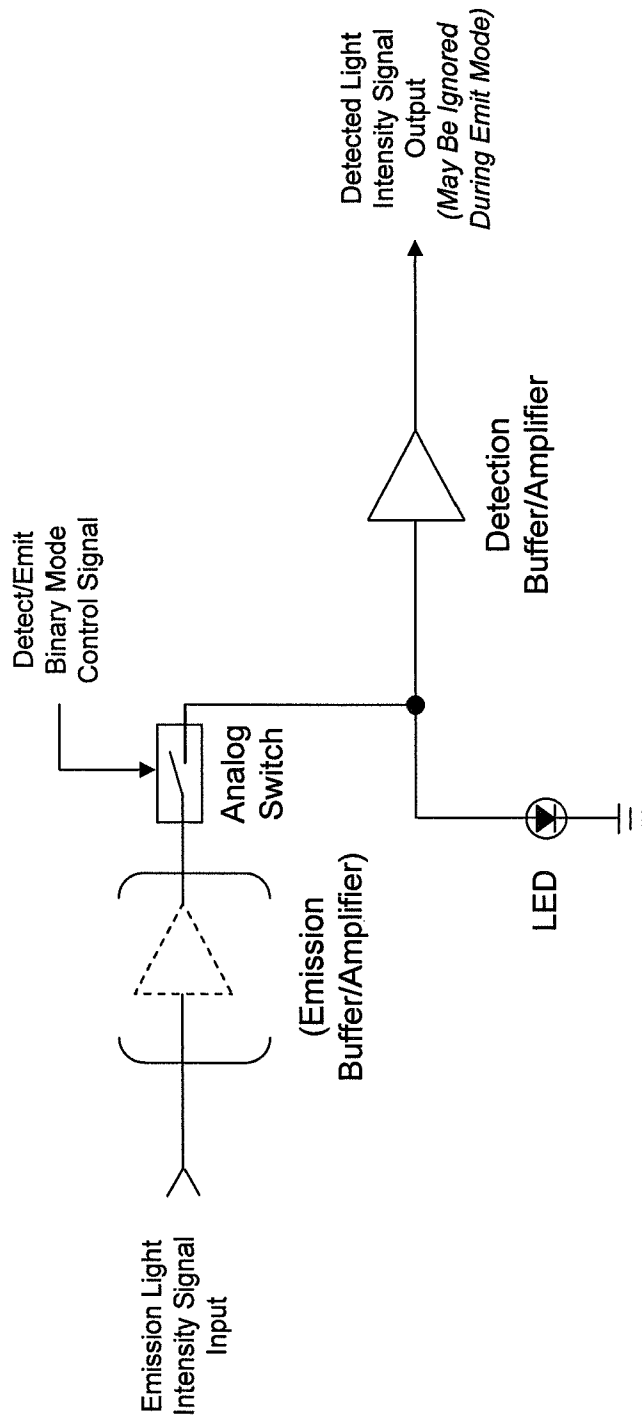 Emission Light
Intensity Signal
Input
(Emission
Buffer/Amplifier)
Detect/Emit
Binary Mode
Control Signal
Analog
Switch
LED
Detection
Buffer/Amplifier
Detected Light
Intensity Signal
Output
(May Be Ignored
During Emit Mode)